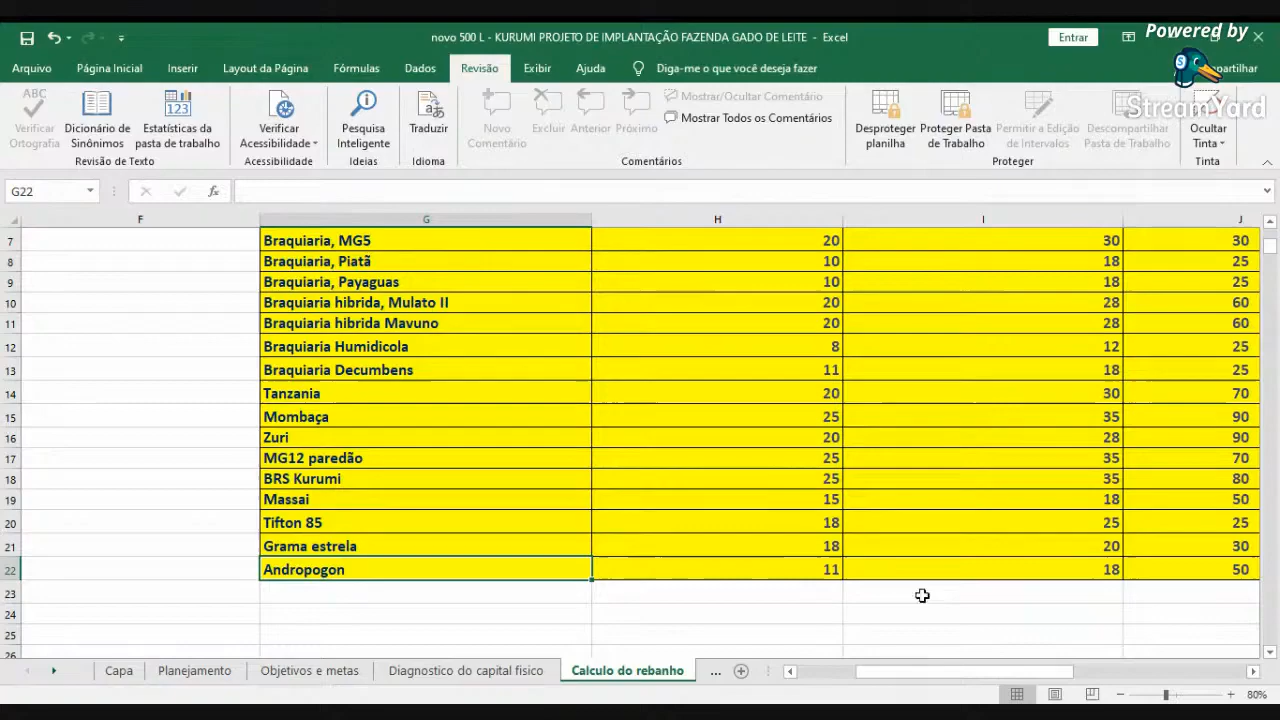 Powered by
StreamYard
novo 500 L - KURUMI PROJETO DE IMPLANTAÇÃO FAZENDA GADO DE LEITE - Excel
Entrar
Arquivo Página Inicial Inserir Layout da Página Fórmulas Dados Revisão Exibir Ajuda Diga-me o que você deseja fazer
Verificar Ortografia
Dicionário de Sinônimos
Estatísticas da pasta de trabalho
Verificar Acessibilidade
Pesquisa Inteligente
Traduzir
Novo Comentário
Excluir
Anterior
Próximo
Mostrar/Ocultar Comentário
Mostrar Todos os Comentários
Desproteger planilha
Proteger Pasta de Trabalho
Permitir a Edição de Intervalos
Descompartilhar Pasta de Trabalho
Ocultar Tinta
Revisão de Texto Acessibilidade Ideias Idioma Comentários Proteger Tinta
G22 fx
F G H I J
7 Braquiaria, MG5 20 30 30
8 Braquiaria, Piatã 10 18 25
9 Braquiaria, Payaguas 10 18 25
10 Braquiaria hibrida, Mulato II 20 28 60
11 Braquiaria hibrida Mavuno 20 28 60
12 Braquiaria Humidicola 8 12 25
13 Braquiaria Decumbens 11 18 25
14 Tanzania 20 30 70
15 Mombaça 25 35 90
16 Zuri 20 28 90
17 MG12 paredão 25 35 70
18 BRS Kurumi 25 35 80
19 Massai 15 18 50
20 Tifton 85 18 25 25
21 Grama estrela 18 20 30
22 Andropogon 11 18 50
23
24
25
26
Capa Planejamento Objetivos e metas Diagnostico do capital fisico Calculo do rebanho ...
80%